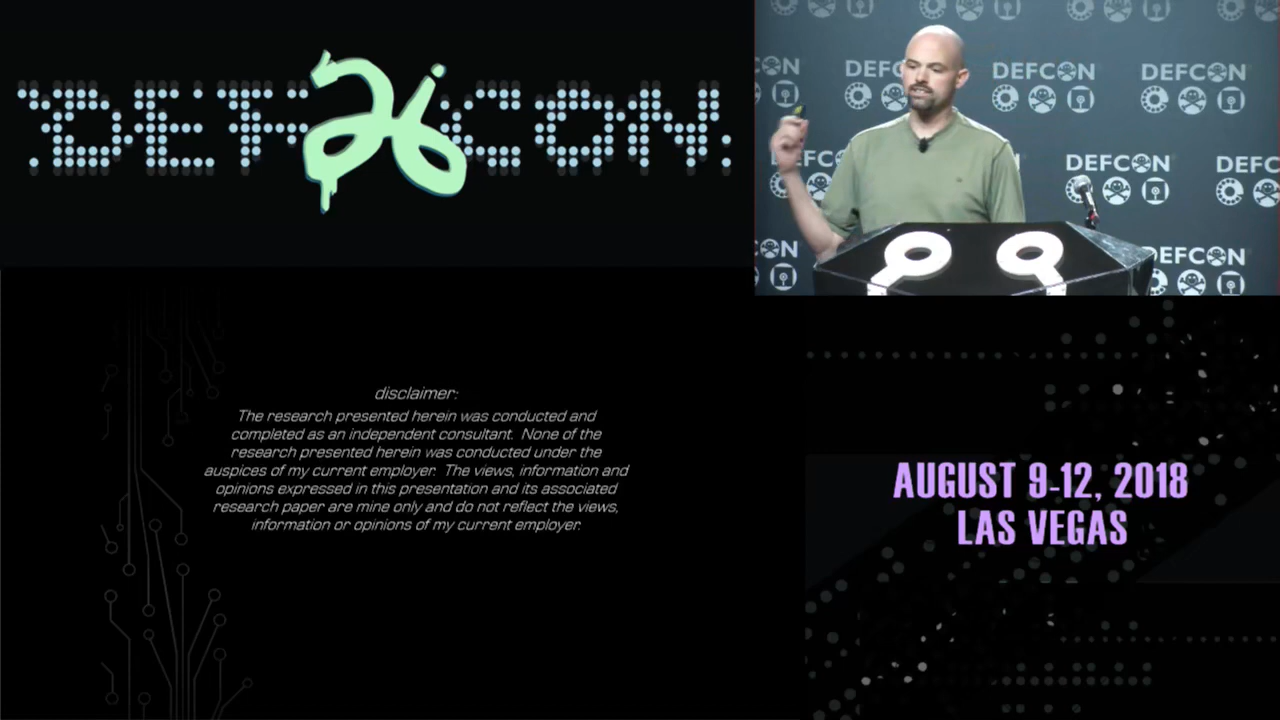 DEF 26 CON
DEFCON
DEFCON
DEFCON
DEFCON
DEFCON
DEFCON
disclaimer:
The research presented herein was conducted and
completed as an independent consultant. None of the
research presented herein was conducted under the
auspices of my current employer. The views, information and
opinions expressed in this presentation and its associated
research paper are mine only and do not reflect the views,
information or opinions of my current employer.
AUGUST 9-12, 2018
LAS VEGAS